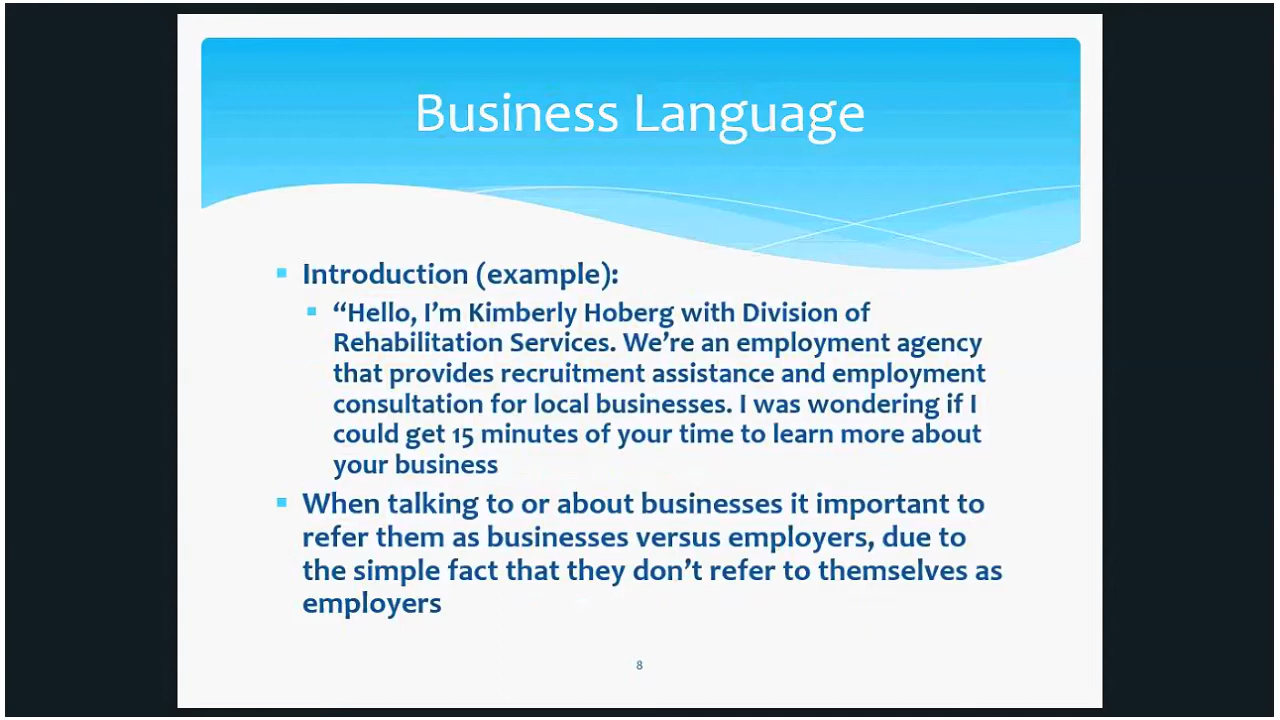 Business Language
Introduction (example):
“Hello, I’m Kimberly Hoberg with Division of
Rehabilitation Services. We’re an employment agency
that provides recruitment assistance and employment
consultation for local businesses. I was wondering if I
could get 15 minutes of your time to learn more about
your business
When talking to or about businesses it important to
refer them as businesses versus employers, due to
the simple fact that they don’t refer to themselves as
employers
8